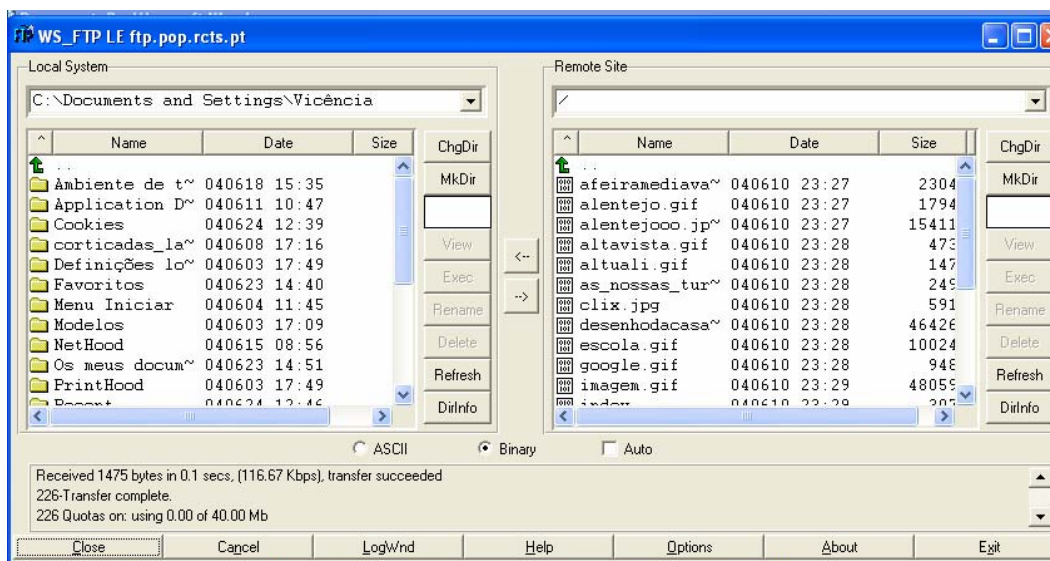 WS_FTP LE ftp.pop.rcts.pt
Local System
C:\Documents and Settings\Vicência
^ Name Date Size
..
Ambiente de t~ 040618 15:35
Application D~ 040611 10:47
Cookies 040624 12:39
corticadas_la~ 040608 17:16
Definições lo~ 040603 17:49
Favoritos 040623 14:40
Menu Iniciar 040604 11:45
Modelos 040603 17:09
NetHood 040615 08:56
Os meus docum~ 040623 14:51
PrintHood 040603 17:49
Recent 040624 12:46
ChgDir
MkDir
View
Exec
Rename
Delete
Refresh
DirInfo
<--
-->
Remote Site
/
^ Name Date Size
..
afeiramediava~ 040610 23:27 2304
alentejo.gif 040610 23:27 1794
alentejooo.jp~ 040610 23:27 15411
altavista.gif 040610 23:28 473
altuali.gif 040610 23:28 147
as_nossas_tur~ 040610 23:28 249
clix.jpg 040610 23:28 591
desenhodacasa~ 040610 23:28 46426
escola.gif 040610 23:28 10024
google.gif 040610 23:28 948
imagem.gif 040610 23:29 48059
040610 23:29
ChgDir
MkDir
View
Exec
Rename
Delete
Refresh
DirInfo
ASCII Binary Auto
Received 1475 bytes in 0.1 secs, (116.67 Kbps), transfer succeeded
226-Transfer complete.
226 Quotas on: using 0.00 of 40.00 Mb
Close Cancel LogWnd Help Options About Exit